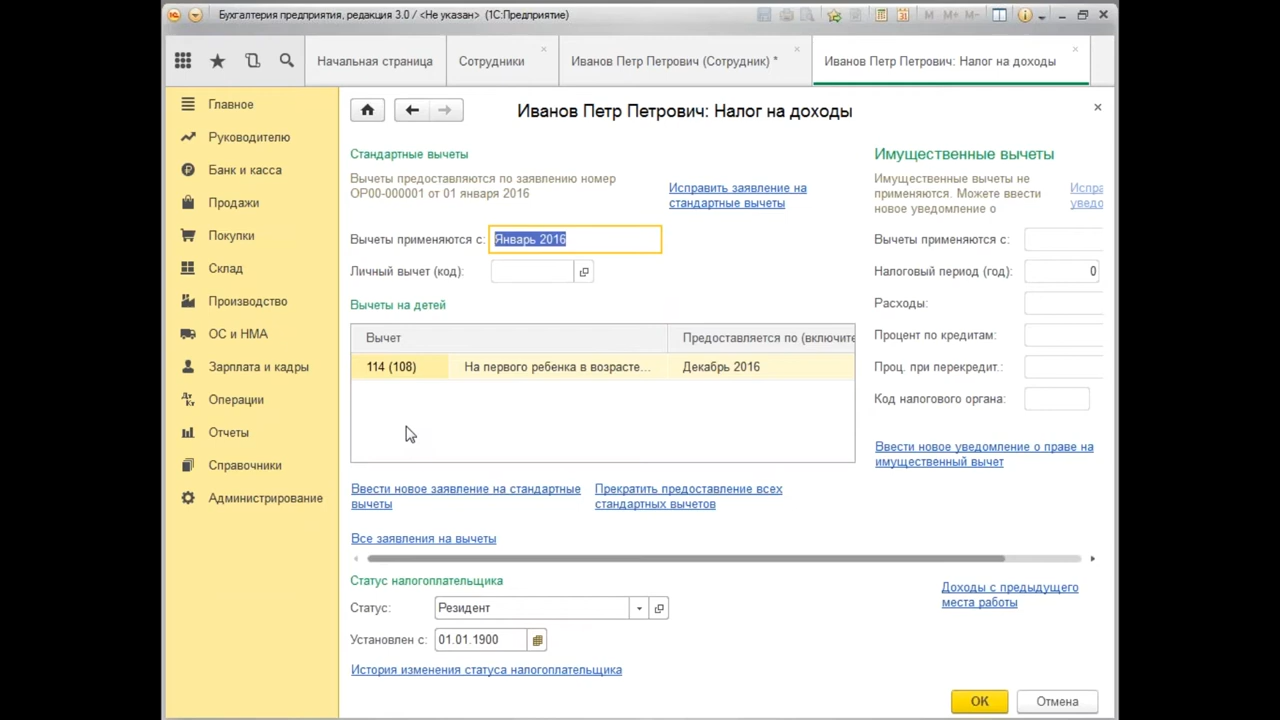 Бухгалтерия предприятия, редакция 3.0 / <Не указан> (1С:Предприятие)
M M+ M−
Начальная страница
Сотрудники
Иванов Петр Петрович (Сотрудник) *
Иванов Петр Петрович: Налог на доходы
Главное
Руководителю
Банк и касса
Продажи
Покупки
Склад
Производство
ОС и НМА
Зарплата и кадры
Операции
Отчеты
Справочники
Администрирование
Иванов Петр Петрович: Налог на доходы
Стандартные вычеты
Вычеты предоставляются по заявлению номер
ОР00-000001 от 01 января 2016
Исправить заявление на
стандартные вычеты
Вычеты применяются с: Январь 2016
Личный вычет (код):
Вычеты на детей
Вычет Предоставляется по (включите
114 (108) На первого ребенка в возрасте... Декабрь 2016
Ввести новое заявление на стандартные
вычеты
Прекратить предоставление всех
стандартных вычетов
Все заявления на вычеты
Имущественные вычеты
Имущественные вычеты не
применяются. Можете ввести
новое уведомление о
Испра
уведо
Вычеты применяются с:
Налоговый период (год): 0
Расходы:
Процент по кредитам:
Проц. при перекредит.:
Код налогового органа:
Ввести новое уведомление о праве на
имущественный вычет
Статус налогоплательщика
Статус: Резидент
Установлен с: 01.01.1900
История изменения статуса налогоплательщика
Доходы с предыдущего
места работы
ОК
Отмена